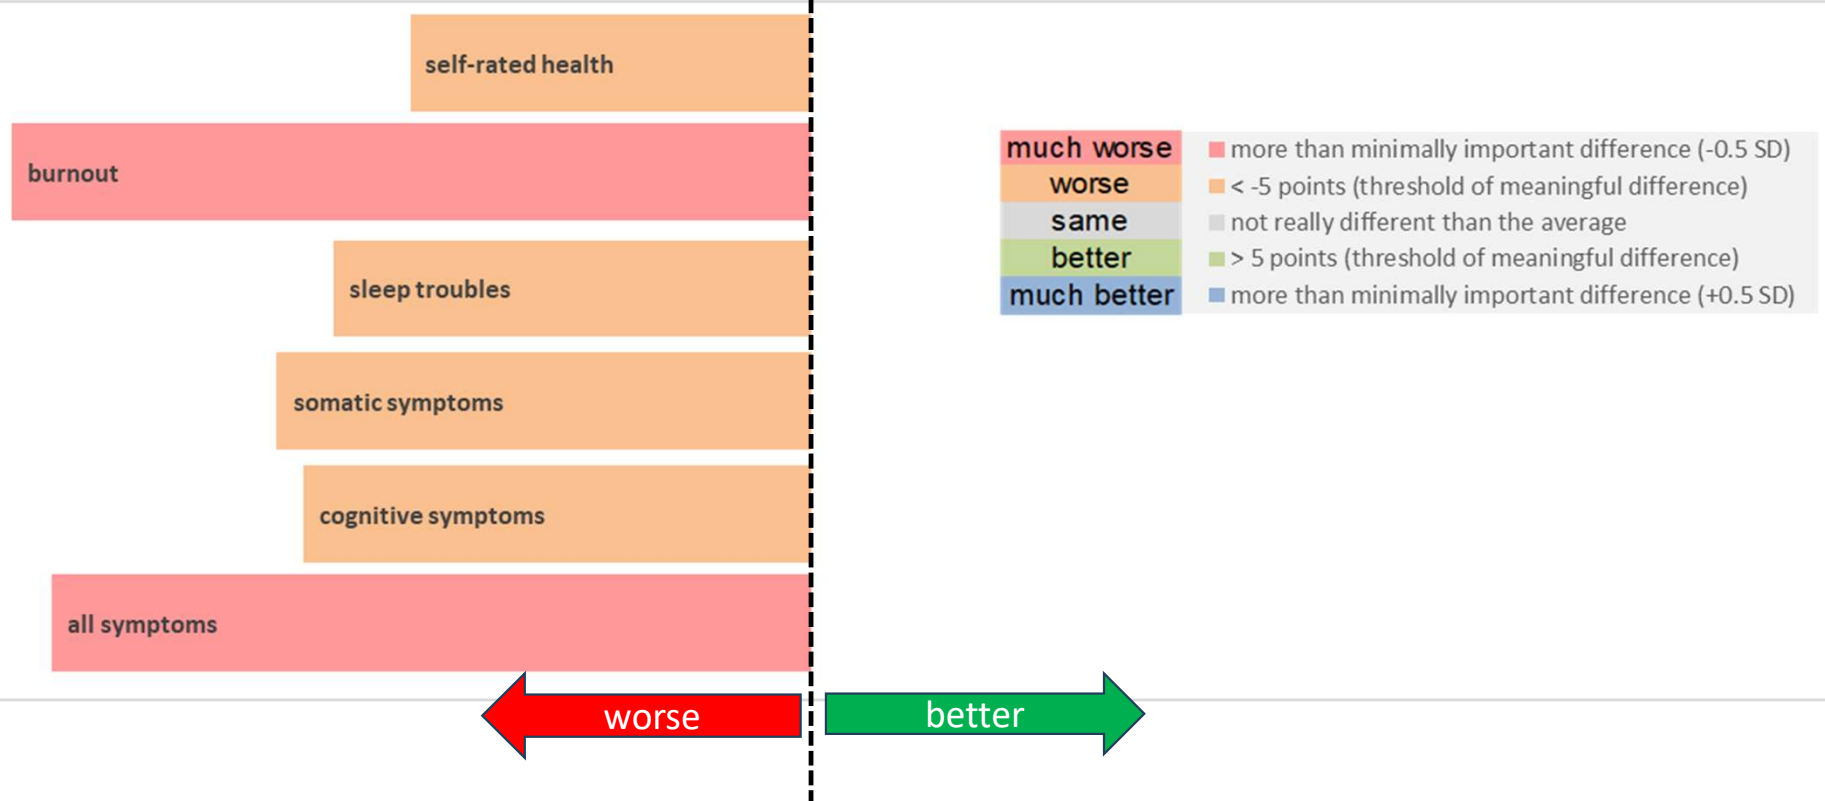 self-rated health
burnout
sleep troubles
somatic symptoms
cognitive symptoms
all symptoms
much worse
more than minimally important difference (-0.5 SD)
worse
< -5 points (threshold of meaningful difference)
same
not really different than the average
better
> 5 points (threshold of meaningful difference)
much better
more than minimally important difference (+0.5 SD)
worse
better